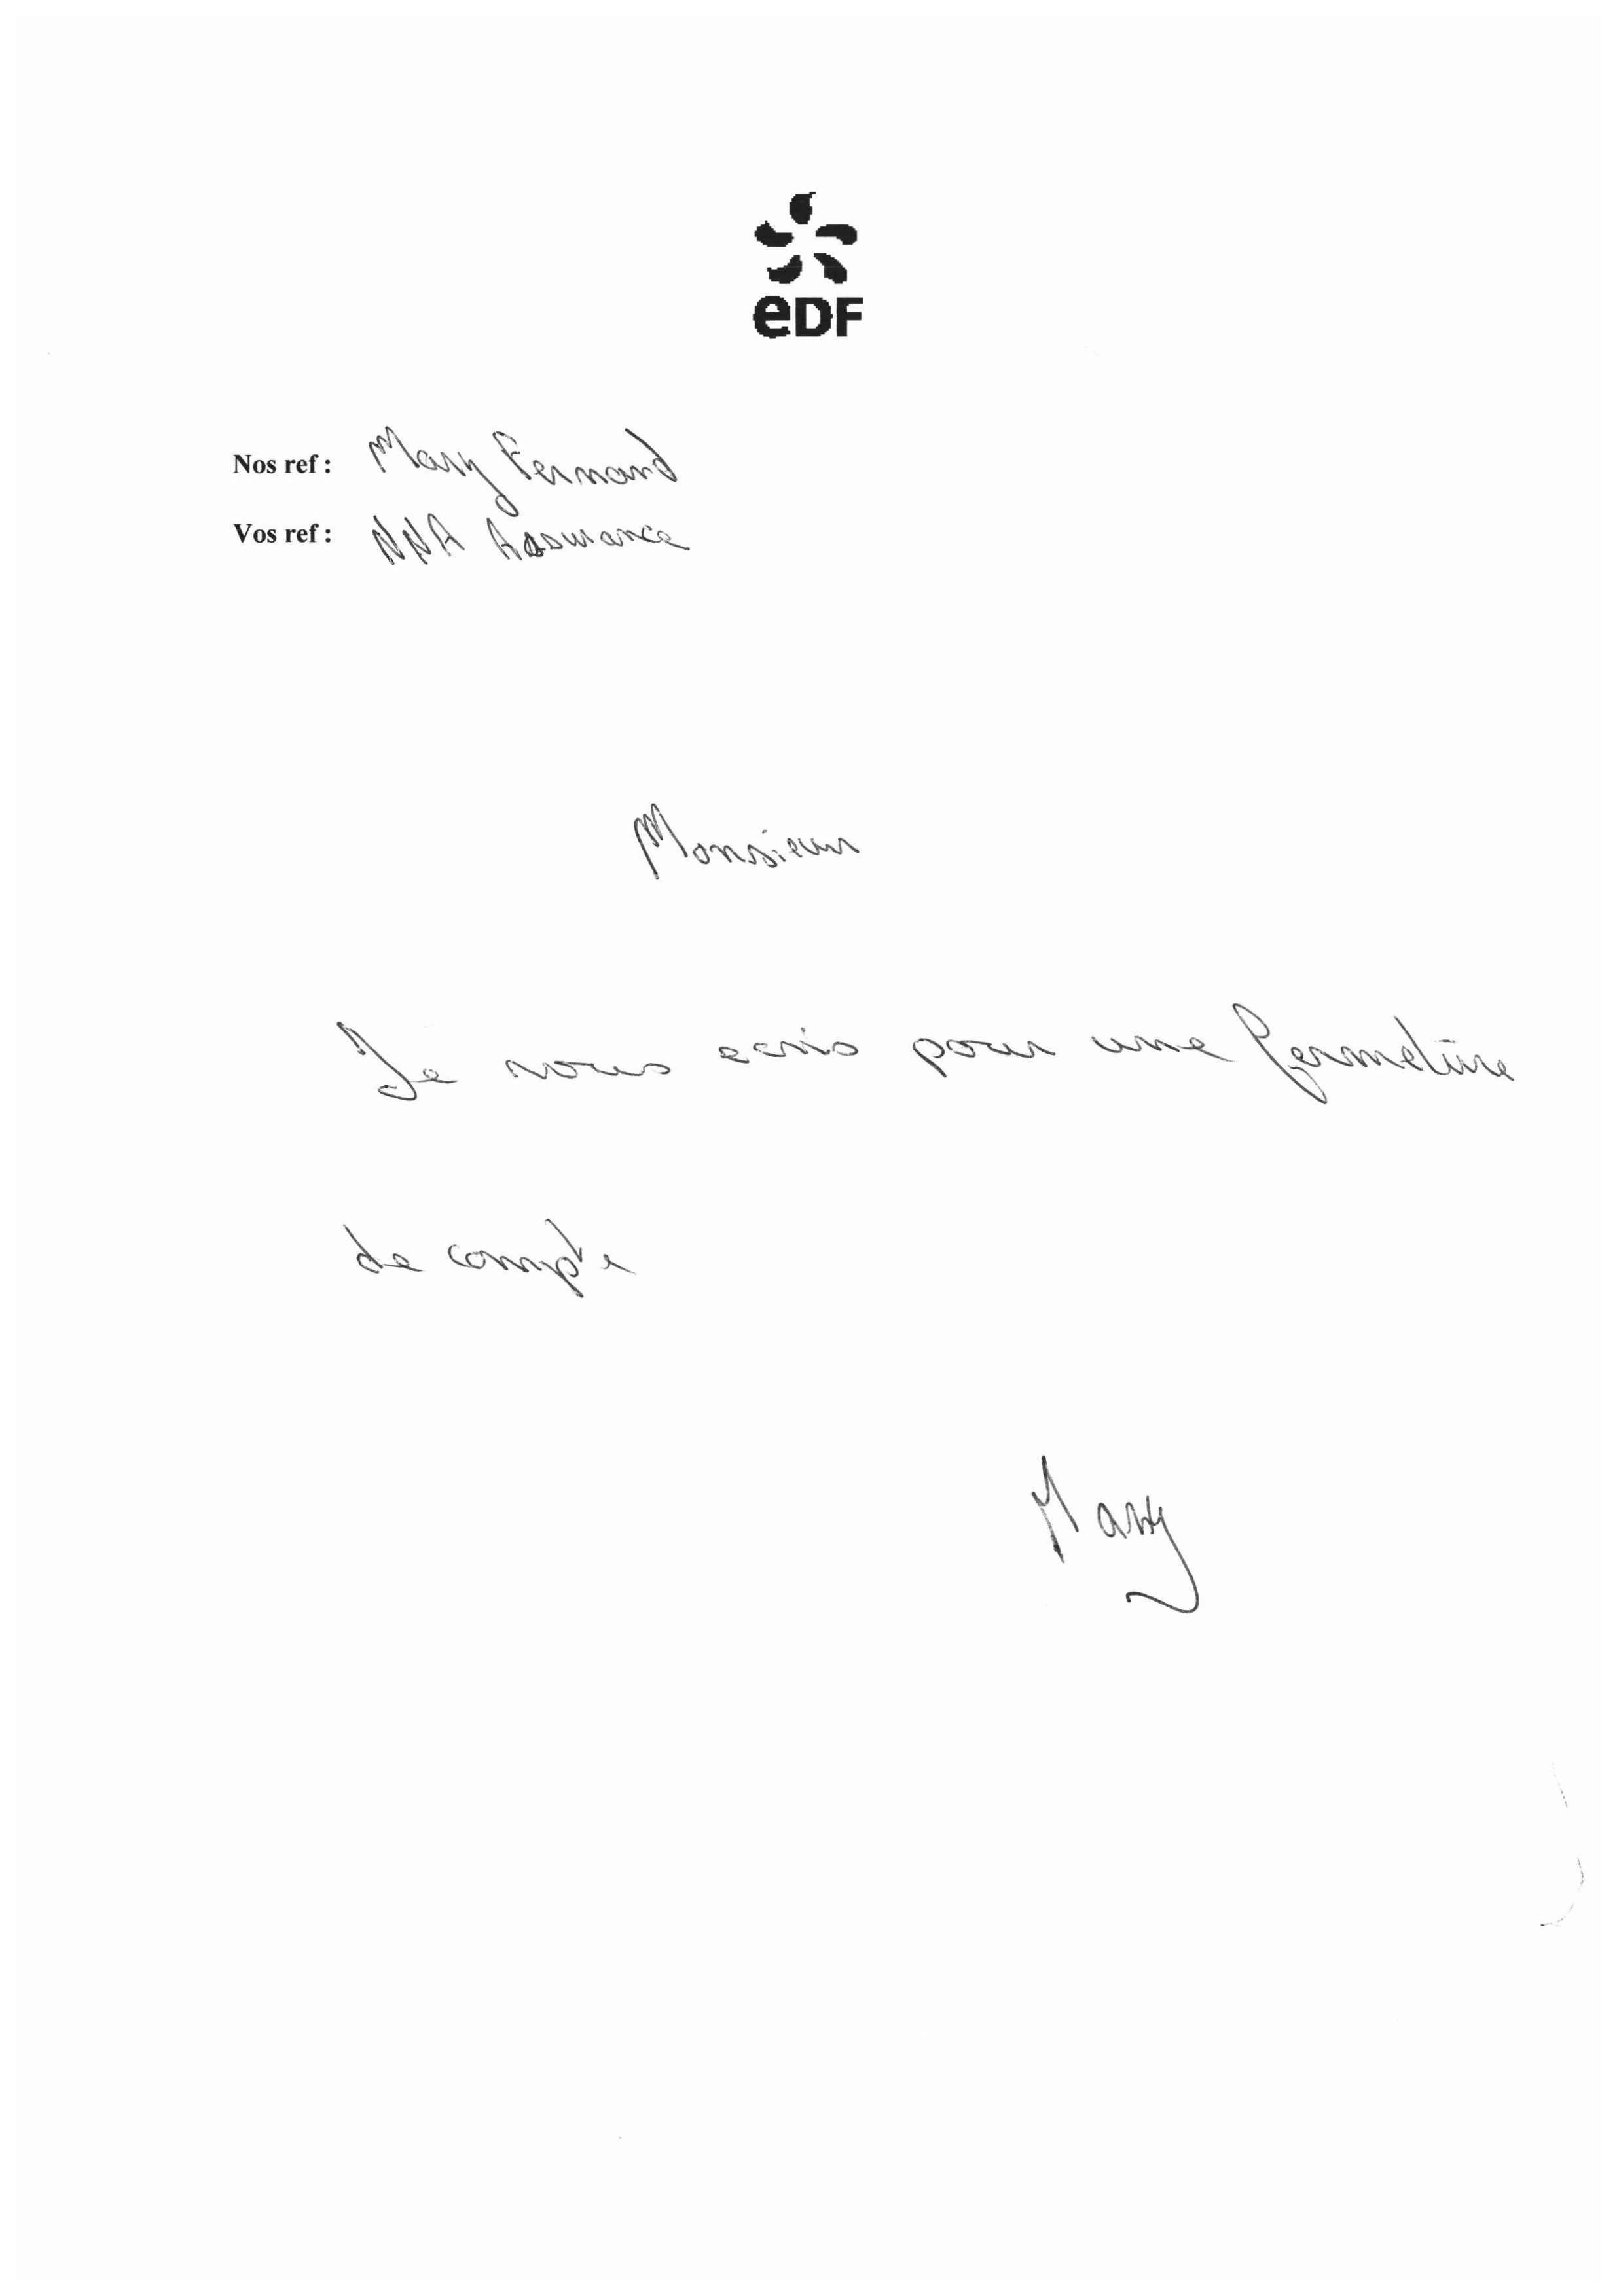 eDF
Nos ref : Mary Fernand
Vos ref : NNA Assurance
Monsieur
Je vous ecris pour une fermeture
de compte
Mary